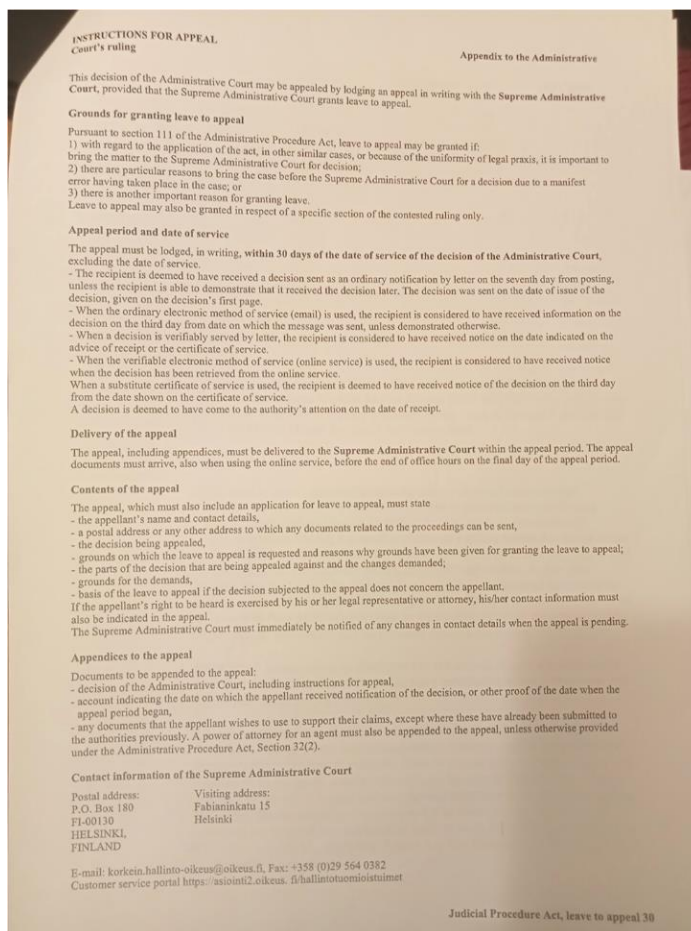 INSTRUCTIONS FOR APPEAL
Court's ruling
Appendix to the Administrative
This decision of the Administrative Court may be appealed by lodging an appeal in writing with the Supreme Administrative
Court, provided that the Supreme Administrative Court grants leave to appeal.
Grounds for granting leave to appeal
Pursuant to section 111 of the Administrative Procedure Act, leave to appeal may be granted if:
1) with regard to the application of the act, in other similar cases, or because of the uniformity of legal praxis, it is important to
bring the matter to the Supreme Administrative Court for decision;
2) there are particular reasons to bring the case before the Supreme Administrative Court for a decision due to a manifest
error having taken place in the case; or
3) there is another important reason for granting leave.
Leave to appeal may also be granted in respect of a specific section of the contested ruling only.
Appeal period and date of service
The appeal must be lodged, in writing, within 30 days of the date of service of the decision of the Administrative Court,
excluding the date of service.
- The recipient is deemed to have received a decision sent as an ordinary notification by letter on the seventh day from posting,
unless the recipient is able to demonstrate that it received the decision later. The decision was sent on the date of issue of the
decision, given on the decision's first page.
- When the ordinary electronic method of service (email) is used, the recipient is considered to have received information on the
decision on the third day from date on which the message was sent, unless demonstrated otherwise.
- When a decision is verifiably served by letter, the recipient is considered to have received notice on the date indicated on the
advice of receipt or the certificate of service.
- When the verifiable electronic method of service (online service) is used, the recipient is considered to have received notice
when the decision has been retrieved from the online service.
When a substitute certificate of service is used, the recipient is deemed to have received notice of the decision on the third day
from the date shown on the certificate of service.
A decision is deemed to have come to the authority's attention on the date of receipt.
Delivery of the appeal
The appeal, including appendices, must be delivered to the Supreme Administrative Court within the appeal period. The appeal
documents must arrive, also when using the online service, before the end of office hours on the final day of the appeal period.
Contents of the appeal
The appeal, which must also include an application for leave to appeal, must state
- the appellant's name and contact details,
- a postal address or any other address to which any documents related to the proceedings can be sent,
- the decision being appealed,
- grounds on which the leave to appeal is requested and reasons why grounds have been given for granting the leave to appeal;
- the parts of the decision that are being appealed against and the changes demanded;
- grounds for the demands,
- basis of the leave to appeal if the decision subjected to the appeal does not concern the appellant.
If the appellant's right to be heard is exercised by his or her legal representative or attorney, his/her contact information must
also be indicated in the appeal.
The Supreme Administrative Court must immediately be notified of any changes in contact details when the appeal is pending.
Appendices to the appeal
Documents to be appended to the appeal:
- decision of the Administrative Court, including instructions for appeal,
- account indicating the date on which the appellant received notification of the decision, or other proof of the date when the
appeal period began,
- any documents that the appellant wishes to use to support their claims, except where these have already been submitted to
the authorities previously. A power of attorney for an agent must also be appended to the appeal, unless otherwise provided
under the Administrative Procedure Act, Section 32(2).
Contact information of the Supreme Administrative Court
Postal address: Visiting address:
P.O. Box 180 Fabianinkatu 15
FI-00130 Helsinki
HELSINKI,
FINLAND
E-mail: korkein.hallinto-oikeus@oikeus.fi, Fax: +358 (0)29 564 0382
Customer service portal https://asiointi2.oikeus. fi/hallintotuomioistuimet
Judicial Procedure Act, leave to appeal 30